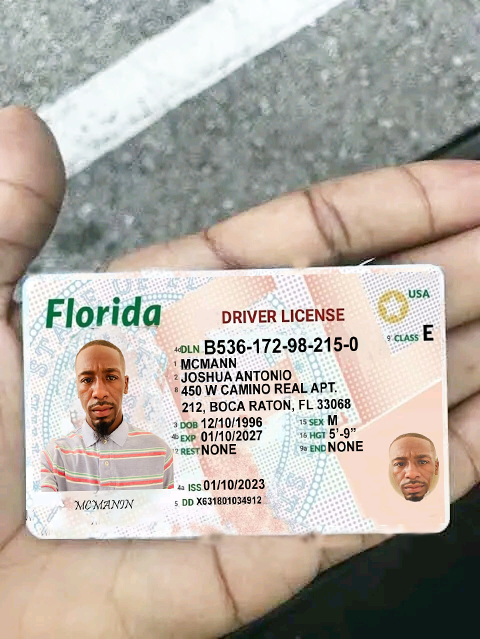 Florida
DRIVER LICENSE
USA
9 CLASS E
4d DLN B536-172-98-215-0
1 MCMANN
2 JOSHUA ANTONIO
8 450 W CAMINO REAL APT.
212, BOCA RATON, FL 33068
3 DOB 12/10/1996
15 SEX M
4b EXP 01/10/2027
16 HGT 5'-9"
12 REST NONE
9a END NONE
4a ISS 01/10/2023
5 DD X631801034912
MCMANIN